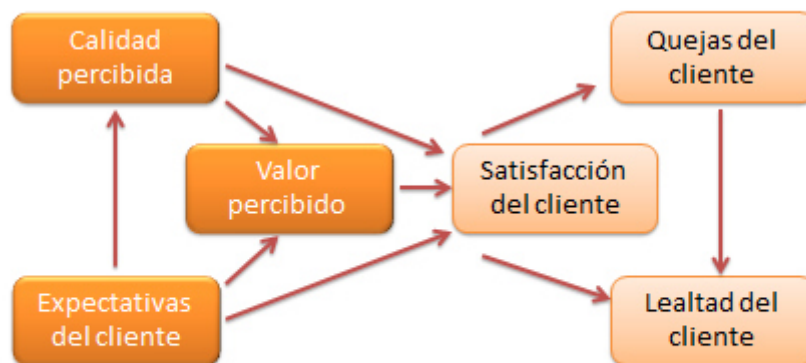 Calidad
percibida
Quejas del
cliente
Valor
percibido
Satisfacción
del cliente
Expectativas
del cliente
Lealtad del
cliente